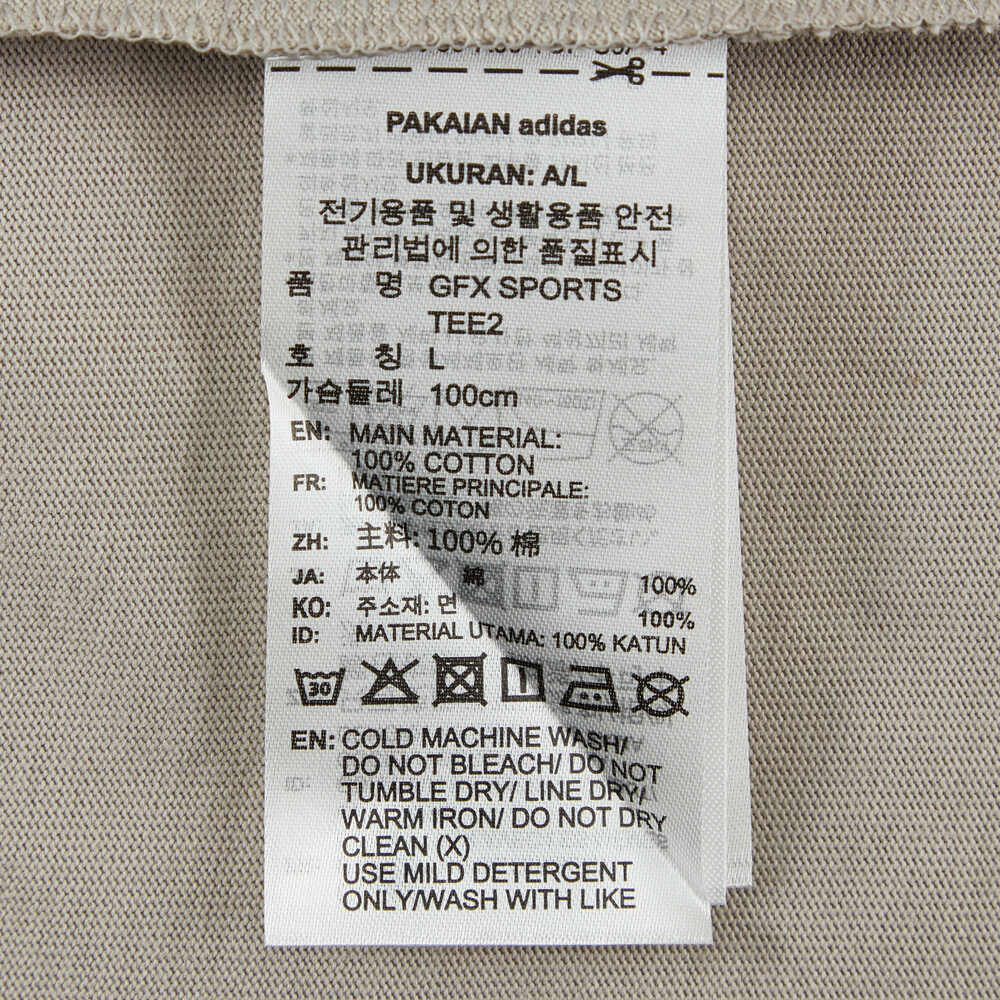 PAKAIAN adidas
UKURAN: A/L
전기용품 및 생활용품 안전
관리법에 의한 품질표시
품 명 GFX SPORTS
TEE2
호 칭 L
가슴둘레 100cm
EN: MAIN MATERIAL:
100% COTTON
FR: MATIERE PRINCIPALE:
100% COTON
ZH: 主料: 100% 棉
JA: 本体 綿 100%
KO: 주소재: 면 100%
ID: MATERIAL UTAMA: 100% KATUN
30
EN: COLD MACHINE WASH/
DO NOT BLEACH/ DO NOT
TUMBLE DRY/ LINE DRY/
WARM IRON/ DO NOT DRY
CLEAN (X)
USE MILD DETERGENT
ONLY/WASH WITH LIKE